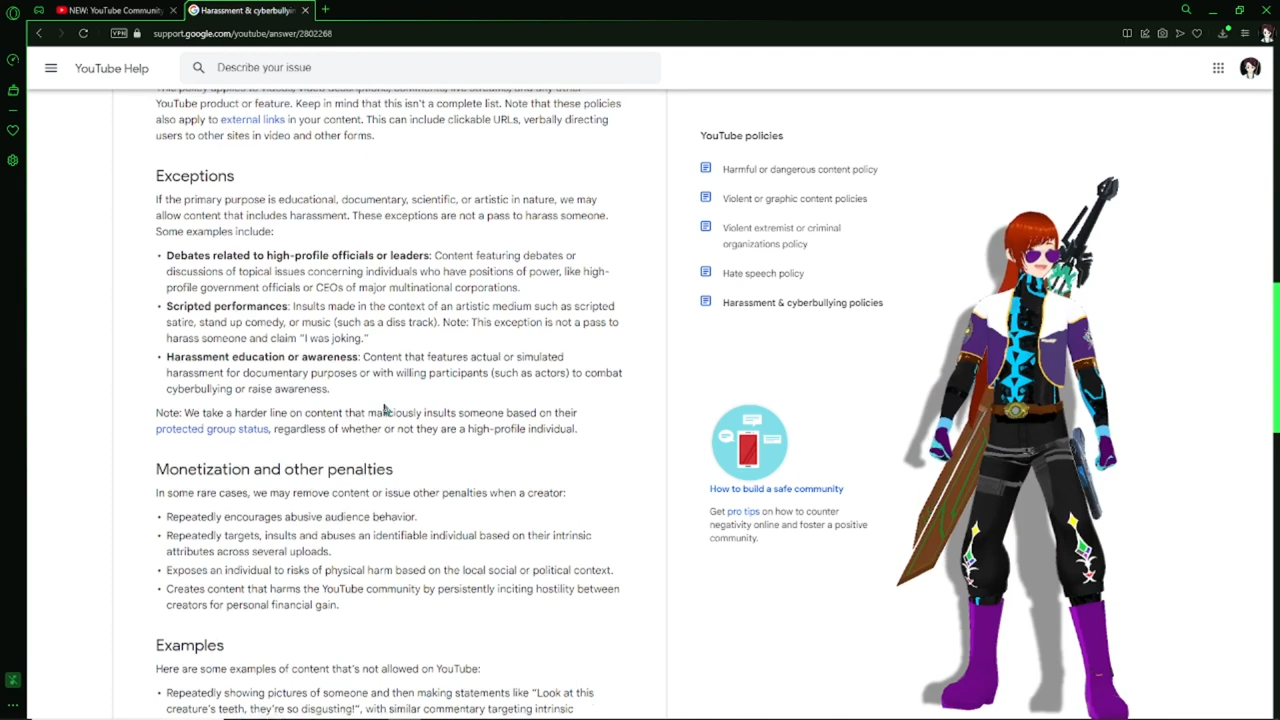 NEW: YouTube Community
Harassment & cyberbullyin
VPN
support.google.com/youtube/answer/2802268
YouTube Help
Describe your issue
This policy applies to videos, video descriptions, comments, live streams, and any other
YouTube product or feature. Keep in mind that this isn't a complete list. Note that these policies
also apply to external links in your content. This can include clickable URLs, verbally directing
users to other sites in video and other forms.
Exceptions
If the primary purpose is educational, documentary, scientific, or artistic in nature, we may
allow content that includes harassment. These exceptions are not a pass to harass someone.
Some examples include:
• Debates related to high-profile officials or leaders: Content featuring debates or
discussions of topical issues concerning individuals who have positions of power, like high-
profile government officials or CEOs of major multinational corporations.
• Scripted performances: Insults made in the context of an artistic medium such as scripted
satire, stand up comedy, or music (such as a diss track). Note: This exception is not a pass to
harass someone and claim "I was joking."
• Harassment education or awareness: Content that features actual or simulated
harassment for documentary purposes or with willing participants (such as actors) to combat
cyberbullying or raise awareness.
Note: We take a harder line on content that maliciously insults someone based on their
protected group status, regardless of whether or not they are a high-profile individual.
Monetization and other penalties
In some rare cases, we may remove content or issue other penalties when a creator:
• Repeatedly encourages abusive audience behavior.
• Repeatedly targets, insults and abuses an identifiable individual based on their intrinsic
attributes across several uploads.
• Exposes an individual to risks of physical harm based on the local social or political context.
• Creates content that harms the YouTube community by persistently inciting hostility between
creators for personal financial gain.
Examples
Here are some examples of content that's not allowed on YouTube:
• Repeatedly showing pictures of someone and then making statements like "Look at this
creature's teeth, they're so disgusting!", with similar commentary targeting intrinsic
YouTube policies
Harmful or dangerous content policy
Violent or graphic content policies
Violent extremist or criminal
organizations policy
Hate speech policy
Harassment & cyberbullying policies
How to build a safe community
Get pro tips on how to counter
negativity online and foster a positive
community.